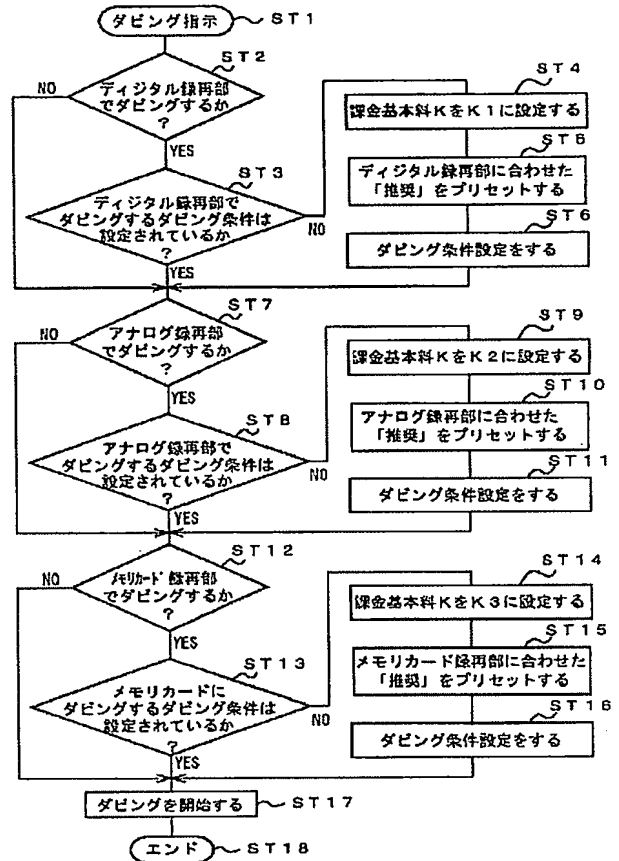 ダビング指示
ST1
ST2
ディジタル録再部
でダビングするか
?
NO
YES
ST3
ディジタル録再部で
ダビングするダビング条件は
設定されているか
?
NO
YES
ST4
課金基本料KをK1に設定する
ST6
ディジタル録再部に合わせた
「推奨」をプリセットする
ST6
ダビング条件設定をする
ST7
アナログ録再部
でダビングするか
?
NO
YES
ST8
アナログ録再部で
ダビングするダビング条件は
設定されているか
?
NO
YES
ST9
課金基本料KをK2に設定する
ST10
アナログ録再部に合わせた
「推奨」をプリセットする
ST11
ダビング条件設定をする
ST12
メモリカード録再部
でダビングするか
?
NO
YES
ST13
メモリカードに
ダビングするダビング条件は
設定されているか
?
NO
YES
ST14
課金基本料KをK3に設定する
ST15
メモリカード録再部に合わせた
「推奨」をプリセットする
ST16
ダビング条件設定をする
ダビングを開始する
ST17
エンド
ST18